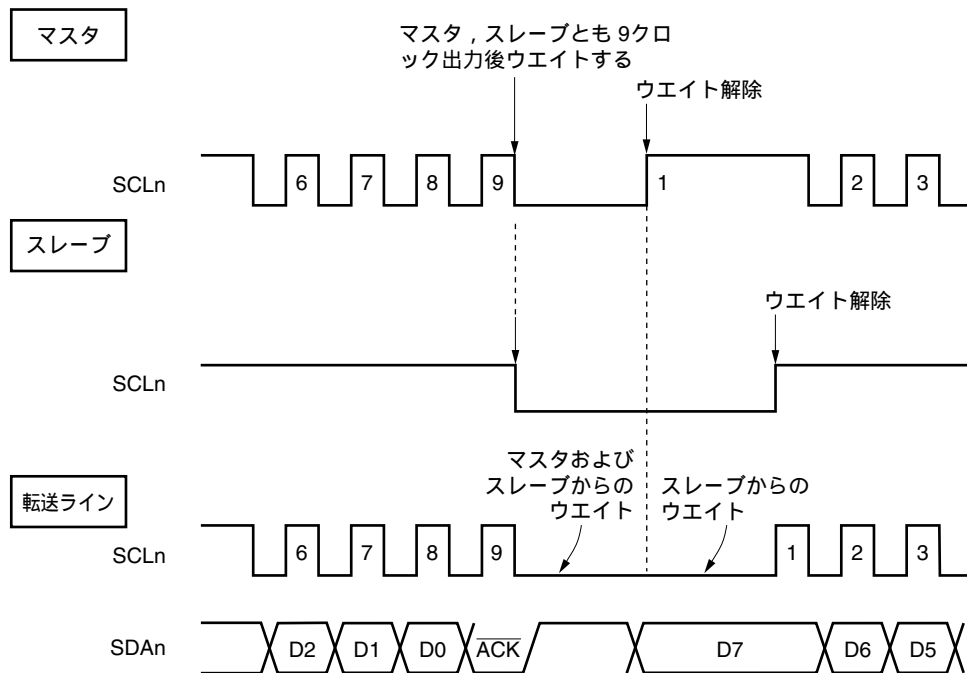 マスタ
マスタ，スレーブとも 9クロ
ック出力後ウエイトする
ウエイト解除
SCLn
6 7 8 9 1 2 3
スレーブ
ウエイト解除
SCLn
マスタおよび
スレーブからの
ウエイト
スレーブからの
ウエイト
転送ライン
SCLn
6 7 8 9 1 2 3
SDAn
D2 D1 D0 ACK D7 D6 D5